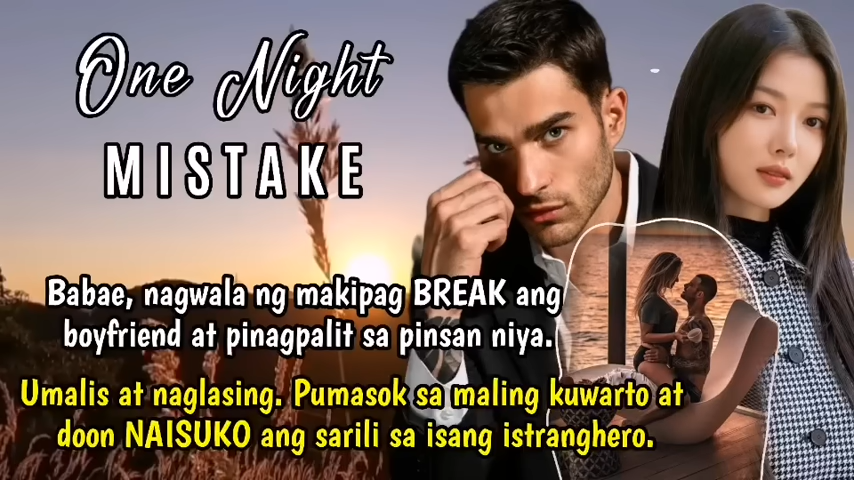 One Night
MISTAKE
Babae, nagwala ng makipag BREAK ang
boyfriend at pinagpalit sa pinsan niya.
Umalis at naglasing. Pumasok sa maling kuwarto at
doon NAISUKO ang sarili sa isang istranghero.